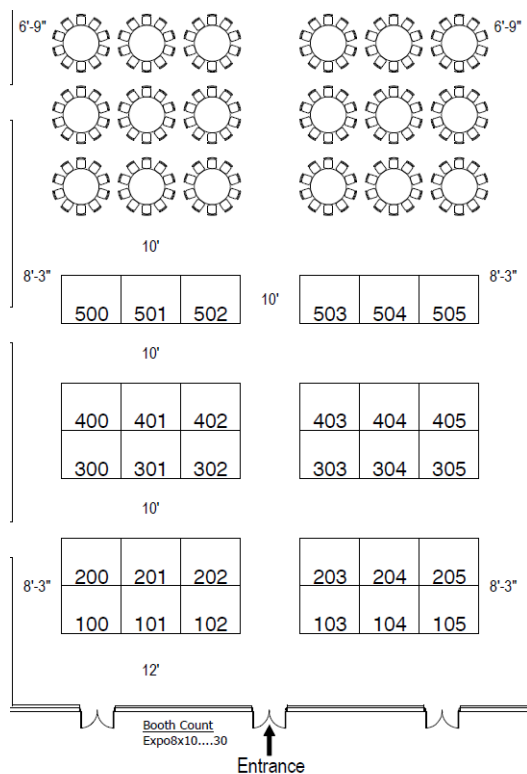 6'-9" 6'-9"
10'
8'-3" 10' 8'-3"
500 501 502 503 504 505
10'
400 401 402 403 404 405
300 301 302 303 304 305
10'
200 201 202 203 204 205
8'-3" 8'-3"
100 101 102 103 104 105
12'
Booth Count
Expo8x10....30
Entrance